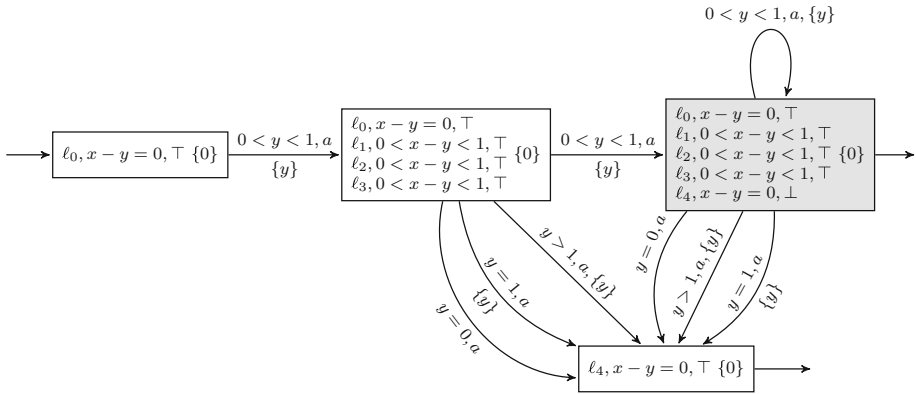 0 < y < 1, a, {y}
ℓ0, x − y = 0, ⊤ {0}
0 < y < 1, a
{y}
ℓ0, x − y = 0, ⊤
ℓ1, 0 < x − y < 1, ⊤
ℓ2, 0 < x − y < 1, ⊤ {0}
ℓ3, 0 < x − y < 1, ⊤
0 < y < 1, a
{y}
ℓ0, x − y = 0, ⊤
ℓ1, 0 < x − y < 1, ⊤
ℓ2, 0 < x − y < 1, ⊤ {0}
ℓ3, 0 < x − y < 1, ⊤
ℓ4, x − y = 0, ⊥
y = 0, a
y = 1, a
{y}
y > 1, a, {y}
y = 0, a
y > 1, a, {y}
y = 1, a
{y}
ℓ4, x − y = 0, ⊤ {0}